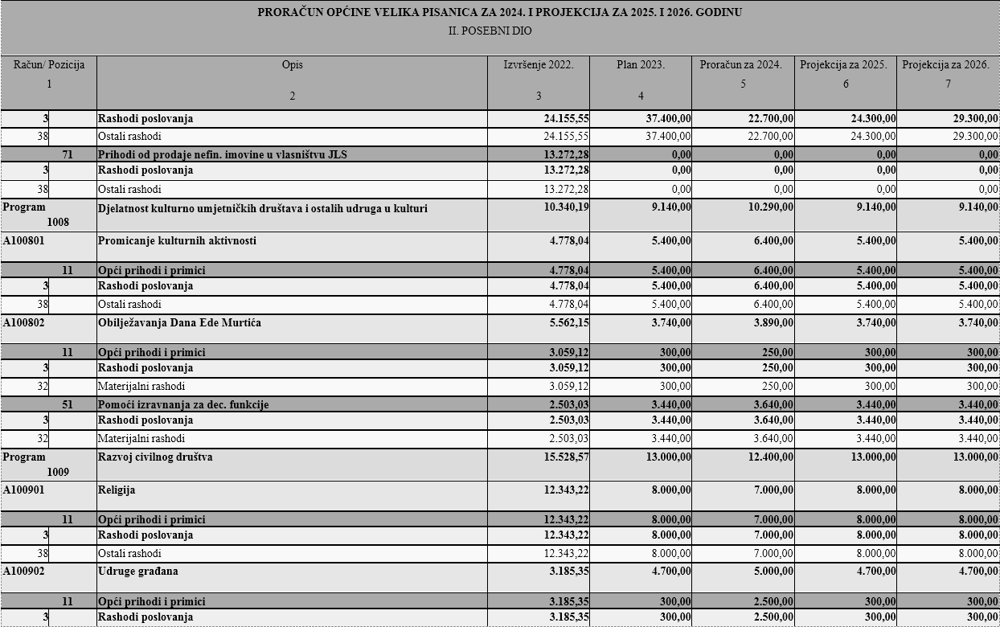 PRORAČUN OPĆINE VELIKA PISANICA ZA 2024. I PROJEKCIJA ZA 2025. I 2026. GODINU
II. POSEBNI DIO
Račun/ Pozicija Opis Izvršenje 2022. Plan 2023. Proračun za 2024. Projekcija za 2025. Projekcija za 2026.
1 2 3 4 5 6 7
3 Rashodi poslovanja 24.155,55 37.400,00 22.700,00 24.300,00 29.300,00
38 Ostali rashodi 24.155,55 37.400,00 22.700,00 24.300,00 29.300,00
71 Prihodi od prodaje nefin. imovine u vlasništvu JLS 13.272,28 0,00 0,00 0,00 0,00
3 Rashodi poslovanja 13.272,28 0,00 0,00 0,00 0,00
38 Ostali rashodi 13.272,28 0,00 0,00 0,00 0,00
Program Djelatnost kulturno umjetničkih društava i ostalih udruga u kulturi 10.340,19 9.140,00 10.290,00 9.140,00 9.140,00
1008
A100801 Promicanje kulturnih aktivnosti 4.778,04 5.400,00 6.400,00 5.400,00 5.400,00
11 Opći prihodi i primici 4.778,04 5.400,00 6.400,00 5.400,00 5.400,00
3 Rashodi poslovanja 4.778,04 5.400,00 6.400,00 5.400,00 5.400,00
38 Ostali rashodi 4.778,04 5.400,00 6.400,00 5.400,00 5.400,00
A100802 Obilježavanja Dana Ede Murtića 5.562,15 3.740,00 3.890,00 3.740,00 3.740,00
11 Opći prihodi i primici 3.059,12 300,00 250,00 300,00 300,00
3 Rashodi poslovanja 3.059,12 300,00 250,00 300,00 300,00
32 Materijalni rashodi 3.059,12 300,00 250,00 300,00 300,00
51 Pomoći izravnanja za dec. funkcije 2.503,03 3.440,00 3.640,00 3.440,00 3.440,00
3 Rashodi poslovanja 2.503,03 3.440,00 3.640,00 3.440,00 3.440,00
32 Materijalni rashodi 2.503,03 3.440,00 3.640,00 3.440,00 3.440,00
Program Razvoj civilnog društva 15.528,57 13.000,00 12.400,00 13.000,00 13.000,00
1009
A100901 Religija 12.343,22 8.000,00 7.000,00 8.000,00 8.000,00
11 Opći prihodi i primici 12.343,22 8.000,00 7.000,00 8.000,00 8.000,00
3 Rashodi poslovanja 12.343,22 8.000,00 7.000,00 8.000,00 8.000,00
38 Ostali rashodi 12.343,22 8.000,00 7.000,00 8.000,00 8.000,00
A100902 Udruge građana 3.185,35 4.700,00 5.000,00 4.700,00 4.700,00
11 Opći prihodi i primici 3.185,35 300,00 2.500,00 300,00 300,00
3 Rashodi poslovanja 3.185,35 300,00 2.500,00 300,00 300,00